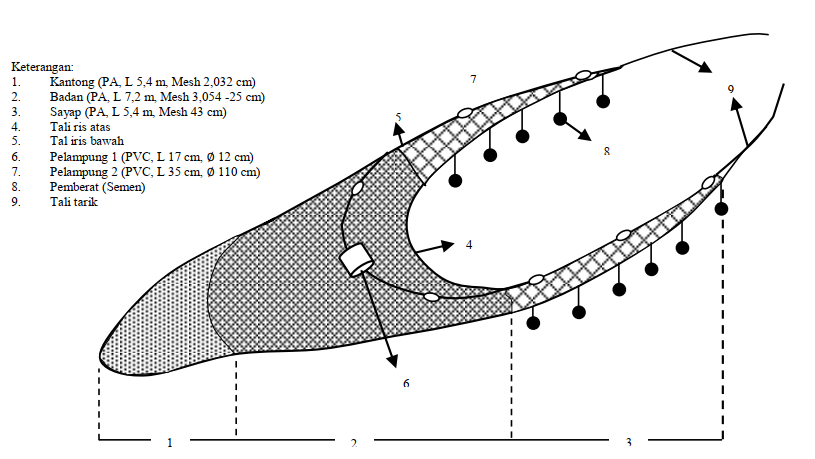 Keterangan:
1. Kantong (PA, L 5,4 m, Mesh 2,032 cm)
2. Badan (PA, L 7,2 m, Mesh 3,054 -25 cm)
3. Sayap (PA, L 5,4 m, Mesh 43 cm)
4. Tali ris atas
5. Tal iris bawah
6. Pelampung 1 (PVC, L 17 cm, Ø 12 cm)
7. Pelampung 2 (PVC, L 35 cm, Ø 110 cm)
8. Pemberat (Semen)
9. Tali tarik
7
9
5
8
4
6
1 2 3